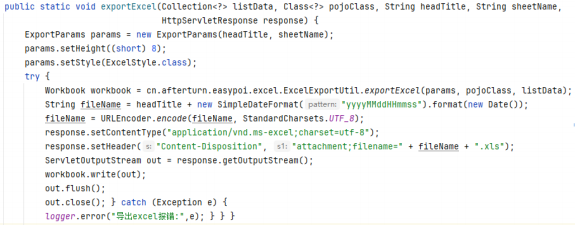 public static void exportExcel(Collection<?> listData, Class<?> pojoClass, String headTitle, String sheetName,
HttpServletResponse response) {
ExportParams params = new ExportParams(headTitle, sheetName);
params.setHeight((short) 8);
params.setStyle(ExcelStyle.class);
try {
Workbook workbook = cn.afterturn.easypoi.excel.ExcelExportUtil.exportExcel(params, pojoClass, listData);
String fileName = headTitle + new SimpleDateFormat( pattern: "yyyyMMddHHmmss").format(new Date());
fileName = URLEncoder.encode(fileName, StandardCharsets.UTF_8);
response.setContentType("application/vnd.ms-excel;charset=utf-8");
response.setHeader( s: "Content-Disposition", s1: "attachment;filename=" + fileName + ".xls");
ServletOutputStream out = response.getOutputStream();
workbook.write(out);
out.flush();
out.close(); } catch (Exception e) {
logger.error("导出excel报错:",e); } } }